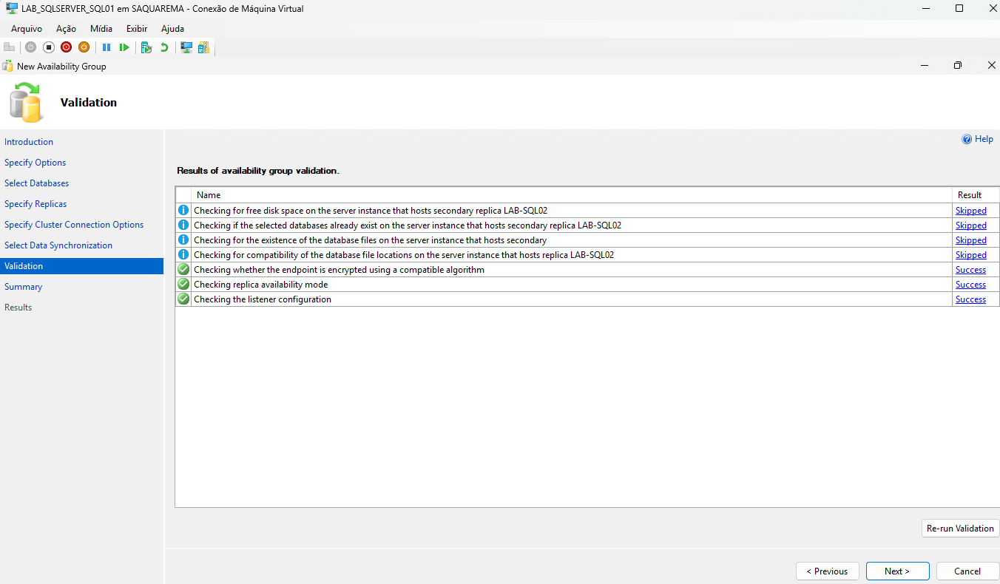 LAB_SQLSERVER_SQL01 em SAQUAREMA - Conexão de Máquina Virtual
Arquivo Ação Mídia Exibir Ajuda
New Availability Group
Validation
Introduction
Specify Options
Select Databases
Specify Replicas
Specify Cluster Connection Options
Select Data Synchronization
Validation
Summary
Results
Help
Results of availability group validation.
Name Result
Checking for free disk space on the server instance that hosts secondary replica LAB-SQL02 Skipped
Checking if the selected databases already exist on the server instance that hosts secondary replica LAB-SQL02 Skipped
Checking for the existence of the database files on the server instance that hosts secondary Skipped
Checking for compatibility of the database file locations on the server instance that hosts replica LAB-SQL02 Skipped
Checking whether the endpoint is encrypted using a compatible algorithm Success
Checking replica availability mode Success
Checking the listener configuration Success
Re-run Validation
< Previous Next > Cancel